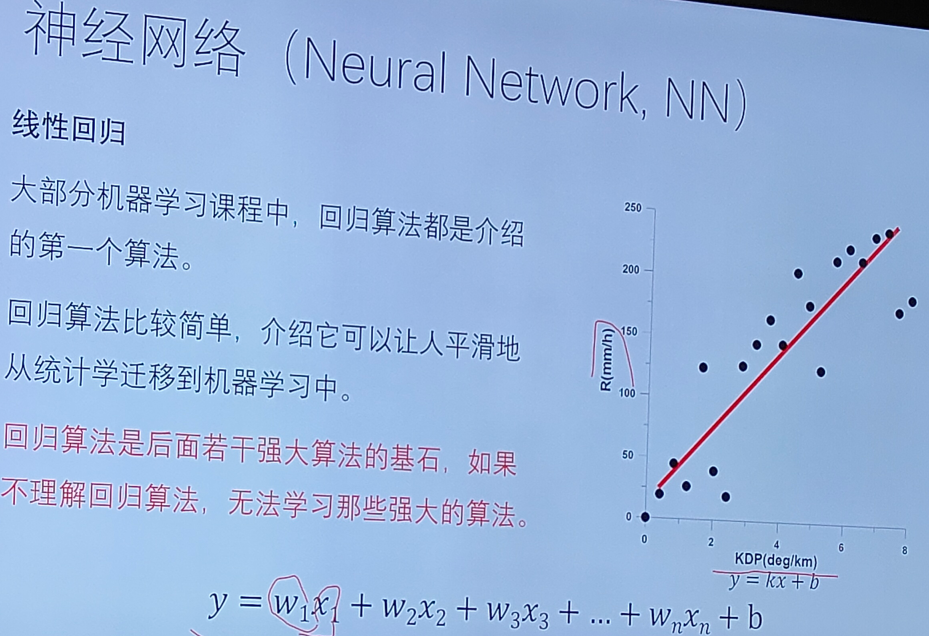 神经网络（Neural Network, NN）
线性回归
大部分机器学习课程中，回归算法都是介绍
的第一个算法。
回归算法比较简单，介绍它可以让人平滑地
从统计学迁移到机器学习中。
回归算法是后面若干强大算法的基石，如果
不理解回归算法，无法学习那些强大的算法。
250
200
150
100
50
0
R(mm/h)
0 2 4 6 8
KDP(deg/km)
y = kx + b
y = w₁x₁ + w₂x₂ + w₃x₃ + ... + wₙxₙ + b